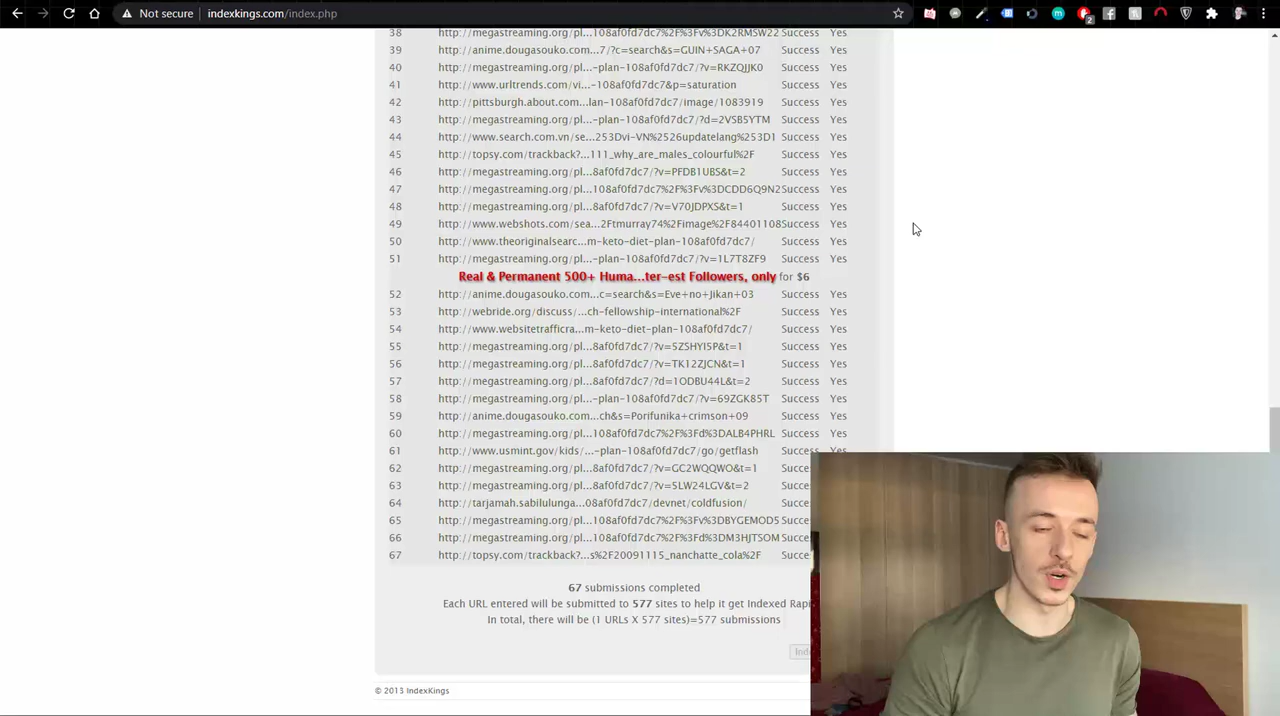 Not secure
indexkings.com/index.php
2
38 http://megastreaming.org/pl...108af0fd7dc7%2F%3Fv%3DK2RMSW22 Success Yes
39 http://anime.dougasouko.com...7/?c=search&s=GUIN+SAGA+07 Success Yes
40 http://megastreaming.org/pl...-plan-108af0fd7dc7/?v=RKZQJJK0 Success Yes
41 http://www.urltrends.com/vi...-108af0fd7dc7&p=saturation Success Yes
42 http://pittsburgh.about.com...lan-108af0fd7dc7/image/1083919 Success Yes
43 http://megastreaming.org/pl...-plan-108af0fd7dc7/?d=2VSB5YTM Success Yes
44 http://www.search.com.vn/se...253Dvi-VN%2526updatelang%253D1 Success Yes
45 http://topsy.com/trackback?...111_why_are_males_colourful%2F Success Yes
46 http://megastreaming.org/pl...8af0fd7dc7/?v=PFDB1UBS&t=2 Success Yes
47 http://megastreaming.org/pl...108af0fd7dc7%2F%3Fv%3DCDD6Q9N2 Success Yes
48 http://megastreaming.org/pl...8af0fd7dc7/?v=V70JDPXS&t=1 Success Yes
49 http://www.webshots.com/sea...2Ftmurray74%2Fimage%2F84401108 Success Yes
50 http://www.theoriginalsearc...m-keto-diet-plan-108af0fd7dc7/ Success Yes
51 http://megastreaming.org/pl...8af0fd7dc7/?v=1L7T8ZF9 Success Yes
Real & Permanent 500+ Huma...ter-est Followers, only for $6
52 http://anime.dougasouko.com...c=search&s=Eve+no+Jikan+03 Success Yes
53 http://webride.org/discuss/...ch-fellowship-international%2F Success Yes
54 http://www.websitetrafficra...m-keto-diet-plan-108af0fd7dc7/ Success Yes
55 http://megastreaming.org/pl...8af0fd7dc7/?v=5ZSHYI5P&t=1 Success Yes
56 http://megastreaming.org/pl...8af0fd7dc7/?v=TK12ZJCN&t=1 Success Yes
57 http://megastreaming.org/pl...8af0fd7dc7/?d=1ODBU44L&t=2 Success Yes
58 http://megastreaming.org/pl...-plan-108af0fd7dc7/?v=69ZGK85T Success Yes
59 http://anime.dougasouko.com...ch&s=Porifunika+crimson+09 Success Yes
60 http://megastreaming.org/pl...108af0fd7dc7%2F%3Fd%3DALB4PHRL Success Yes
61 http://www.usmint.gov/kids/...-plan-108af0fd7dc7/go/getflash Success Yes
62 http://megastreaming.org/pl...8af0fd7dc7/?v=GC2WQQWO&t=1 Succe
63 http://megastreaming.org/pl...8af0fd7dc7/?v=5LW24LGV&t=2 Succe
64 http://tarjamah.sabilulunga...08af0fd7dc7/devnet/coldfusion/ Succe
65 http://megastreaming.org/pl...108af0fd7dc7%2F%3Fv%3DBYGEMOD5 Succe
66 http://megastreaming.org/pl...108af0fd7dc7%2F%3Fd%3DM3HJTSOM Succe
67 http://topsy.com/trackback?...s%2F20091115_nanchatte_cola%2F Succe
67 submissions completed
Each URL entered will be submitted to 577 sites to help it get Indexed Rapi
In total, there will be (1 URLs X 577 sites)=577 submissions
Ind
© 2013 IndexKings